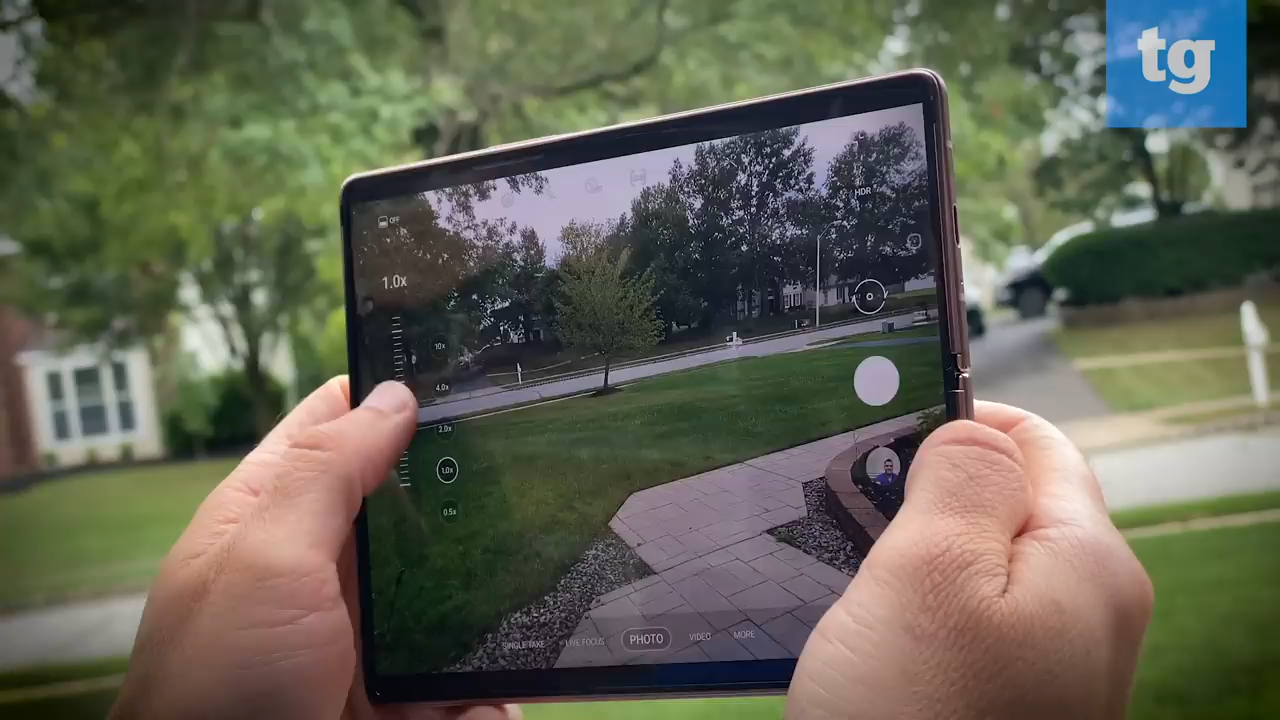 tg
OFF
HDR
1.0x
10x
4.0x
2.0x
1.0x
0.5x
SINGLE TAKE
LIVE FOCUS
PHOTO
VIDEO
MORE